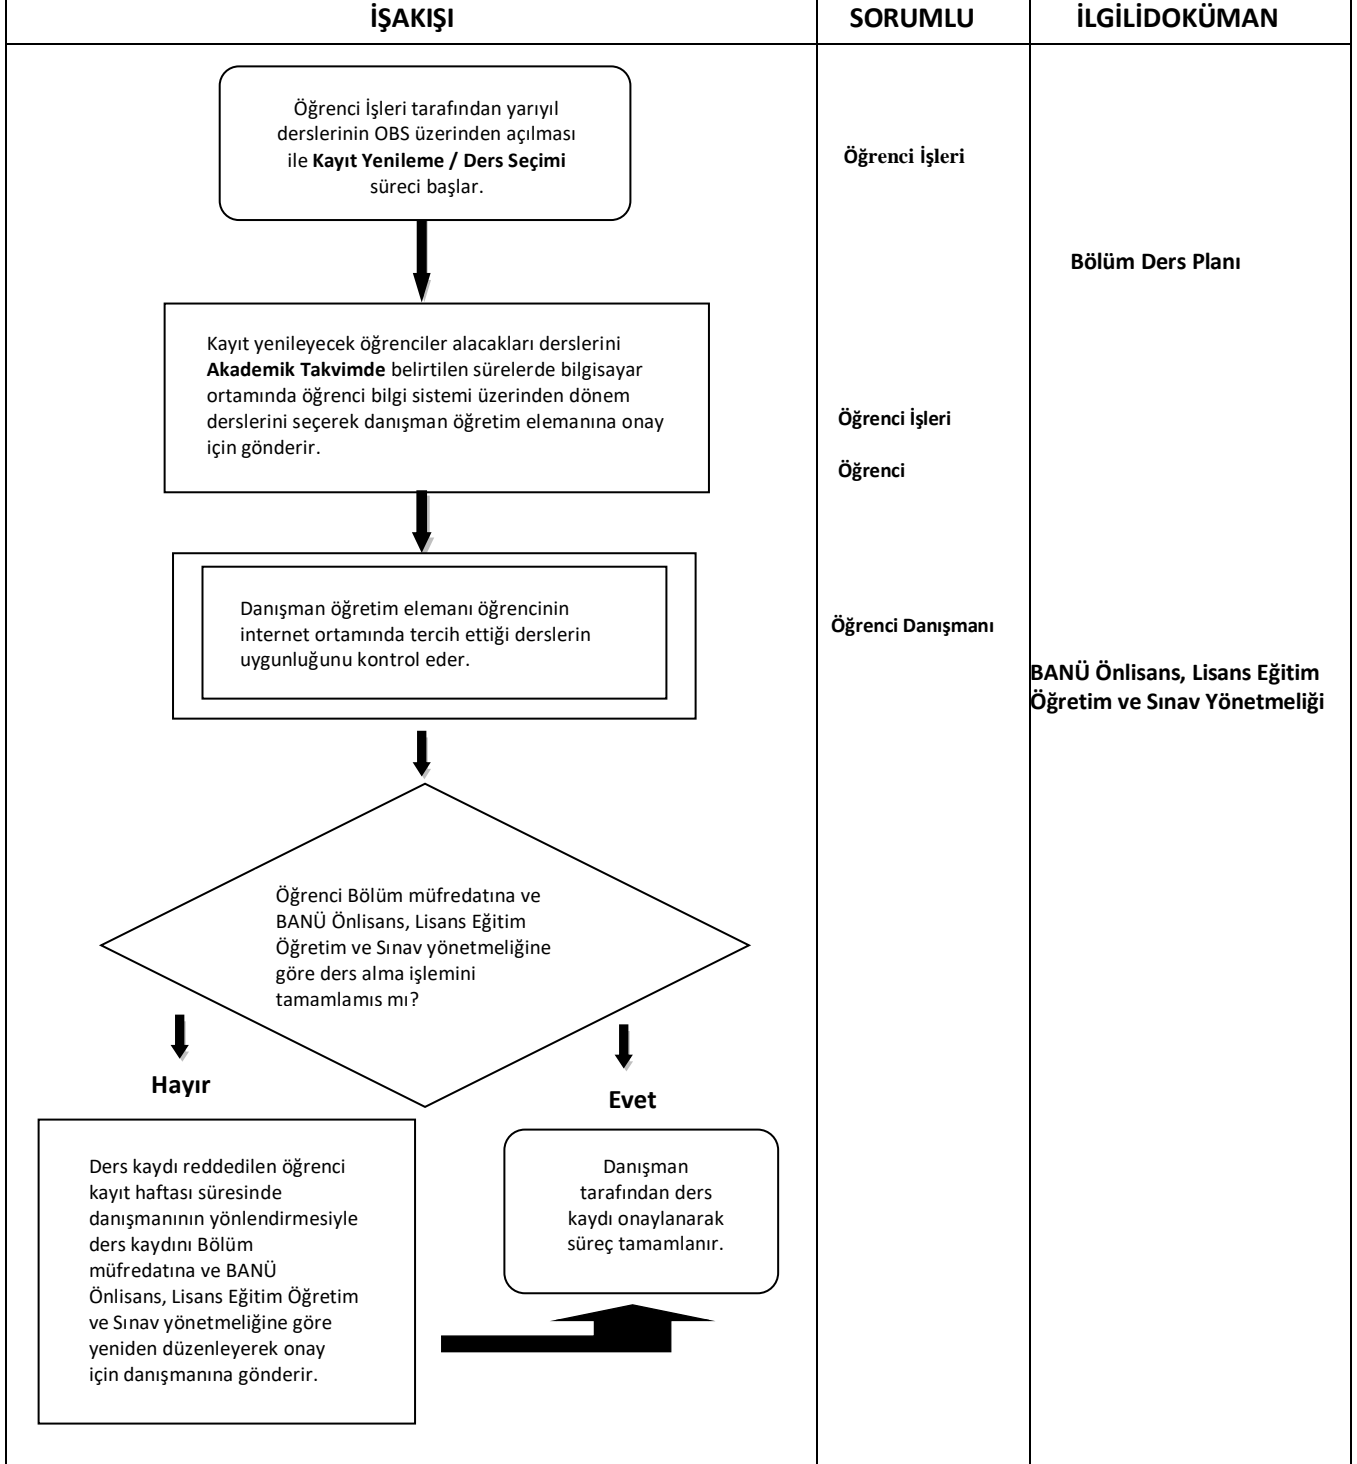 İŞAKIŞI
SORUMLU
İLGİLİDOKÜMAN
Öğrenci İşleri tarafından yarıyıl
derslerinin OBS üzerinden açılması
ile Kayıt Yenileme / Ders Seçimi
süreci başlar.
Öğrenci İşleri
Bölüm Ders Planı
Kayıt yenileyecek öğrenciler alacakları derslerini
Akademik Takvimde belirtilen sürelerde bilgisayar
ortamında öğrenci bilgi sistemi üzerinden dönem
derslerini seçerek danışman öğretim elemanına onay
için gönderir.
Öğrenci İşleri
Öğrenci
Danışman öğretim elemanı öğrencinin
internet ortamında tercih ettiği derslerin
uygunluğunu kontrol eder.
Öğrenci Danışmanı
BANÜ Önlisans, Lisans Eğitim
Öğretim ve Sınav Yönetmeliği
Öğrenci Bölüm müfredatına ve
BANÜ Önlisans, Lisans Eğitim
Öğretim ve Sınav yönetmeliğine
göre ders alma işlemini
tamamlamıs mı?
Hayır
Evet
Ders kaydı reddedilen öğrenci
kayıt haftası süresinde
danışmanının yönlendirmesiyle
ders kaydını Bölüm
müfredatına ve BANÜ
Önlisans, Lisans Eğitim Öğretim
ve Sınav yönetmeliğine göre
yeniden düzenleyerek onay
için danışmanına gönderir.
Danışman
tarafından ders
kaydı onaylanarak
süreç tamamlanır.